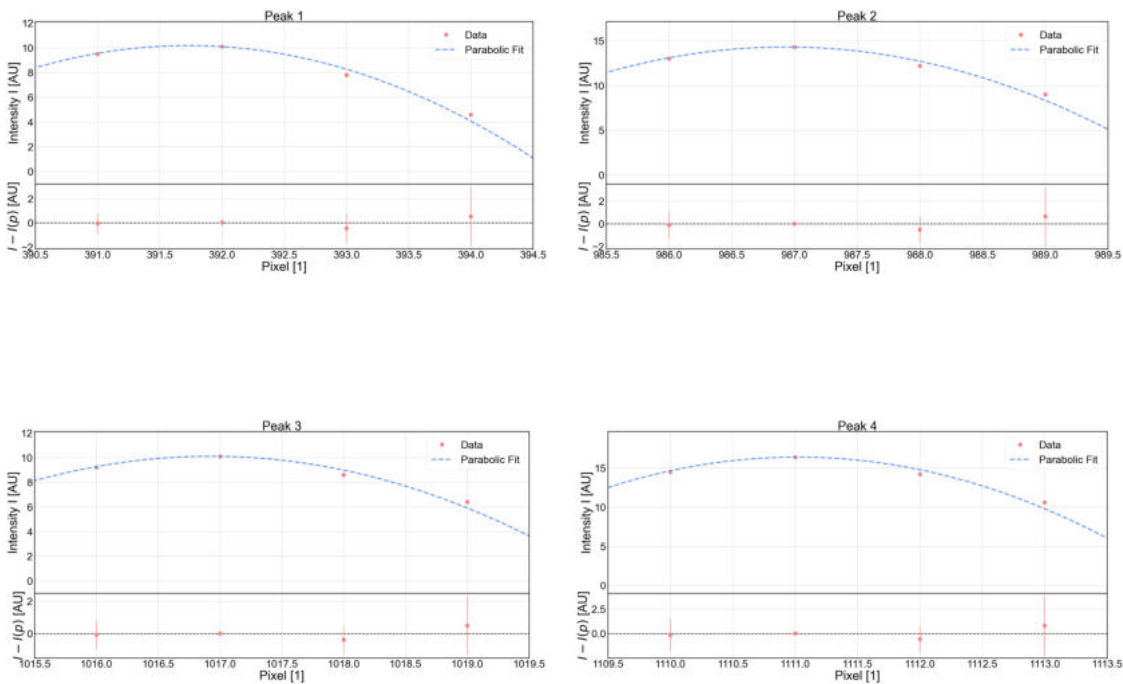 Peak 1
12
10
8
6
4
2
0
Intensity I [AU]
Data
Parabolic Fit
2
0
−2
I − I(p) [AU]
390.5 391.0 391.5 392.0 392.5 393.0 393.5 394.0 394.5
Pixel [1]
Peak 2
15
10
5
0
Intensity I [AU]
Data
Parabolic Fit
2
0
−2
I − I(p) [AU]
985.5 986.0 986.5 987.0 987.5 988.0 988.5 989.0 989.5
Pixel [1]
Peak 3
12
10
8
6
4
2
0
Intensity I [AU]
Data
Parabolic Fit
2
0
I − I(p) [AU]
1015.5 1016.0 1016.5 1017.0 1017.5 1018.0 1018.5 1019.0 1019.5
Pixel [1]
Peak 4
15
10
5
0
Intensity I [AU]
Data
Parabolic Fit
2.5
0.0
I − I(p) [AU]
1109.5 1110.0 1110.5 1111.0 1111.5 1112.0 1112.5 1113.0 1113.5
Pixel [1]